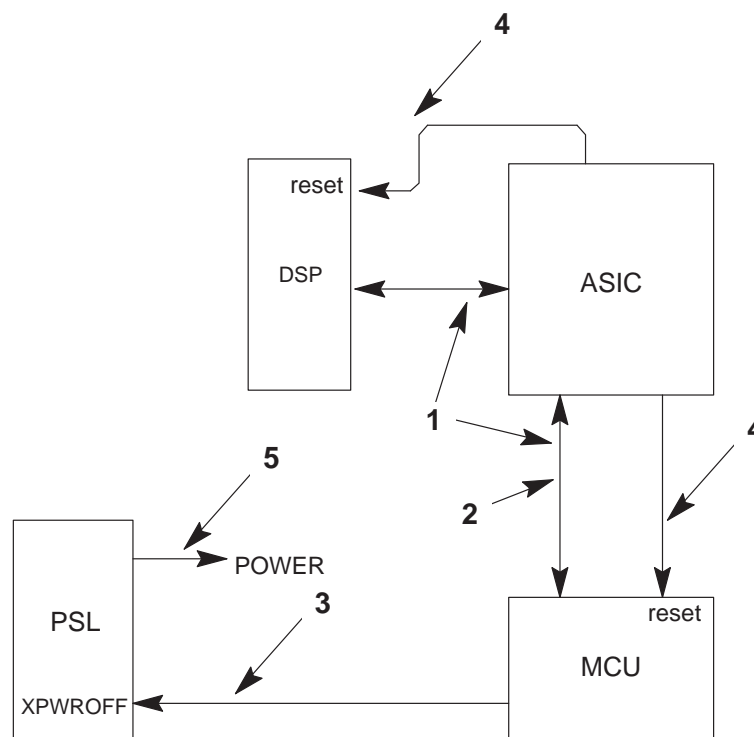 4
reset
DSP
ASIC
1
4
5
2
POWER
3
reset
PSL
MCU
XPWROFF